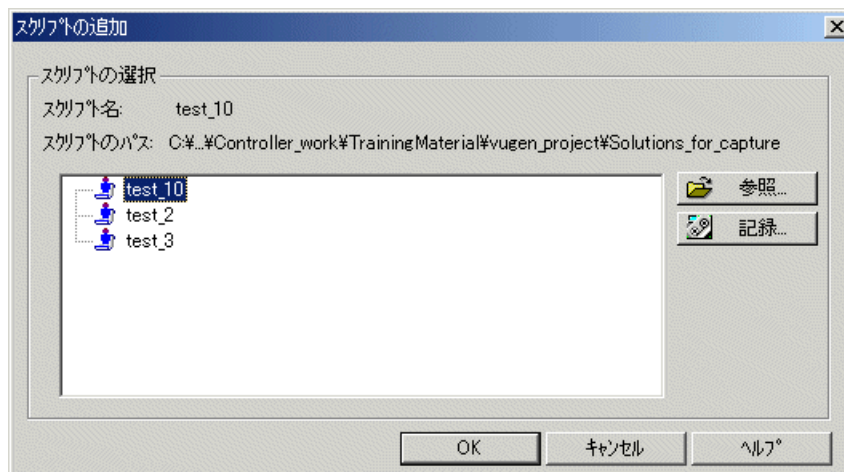 スクリプトの追加
スクリプトの選択
スクリプト名: test_10
スクリプトのパス: C:¥...¥Controller_work¥TrainingMaterial¥vugen_project¥Solutions_for_capture
test_10
test_2
test_3
参照...
記録...
OK キャンセル ヘルプ